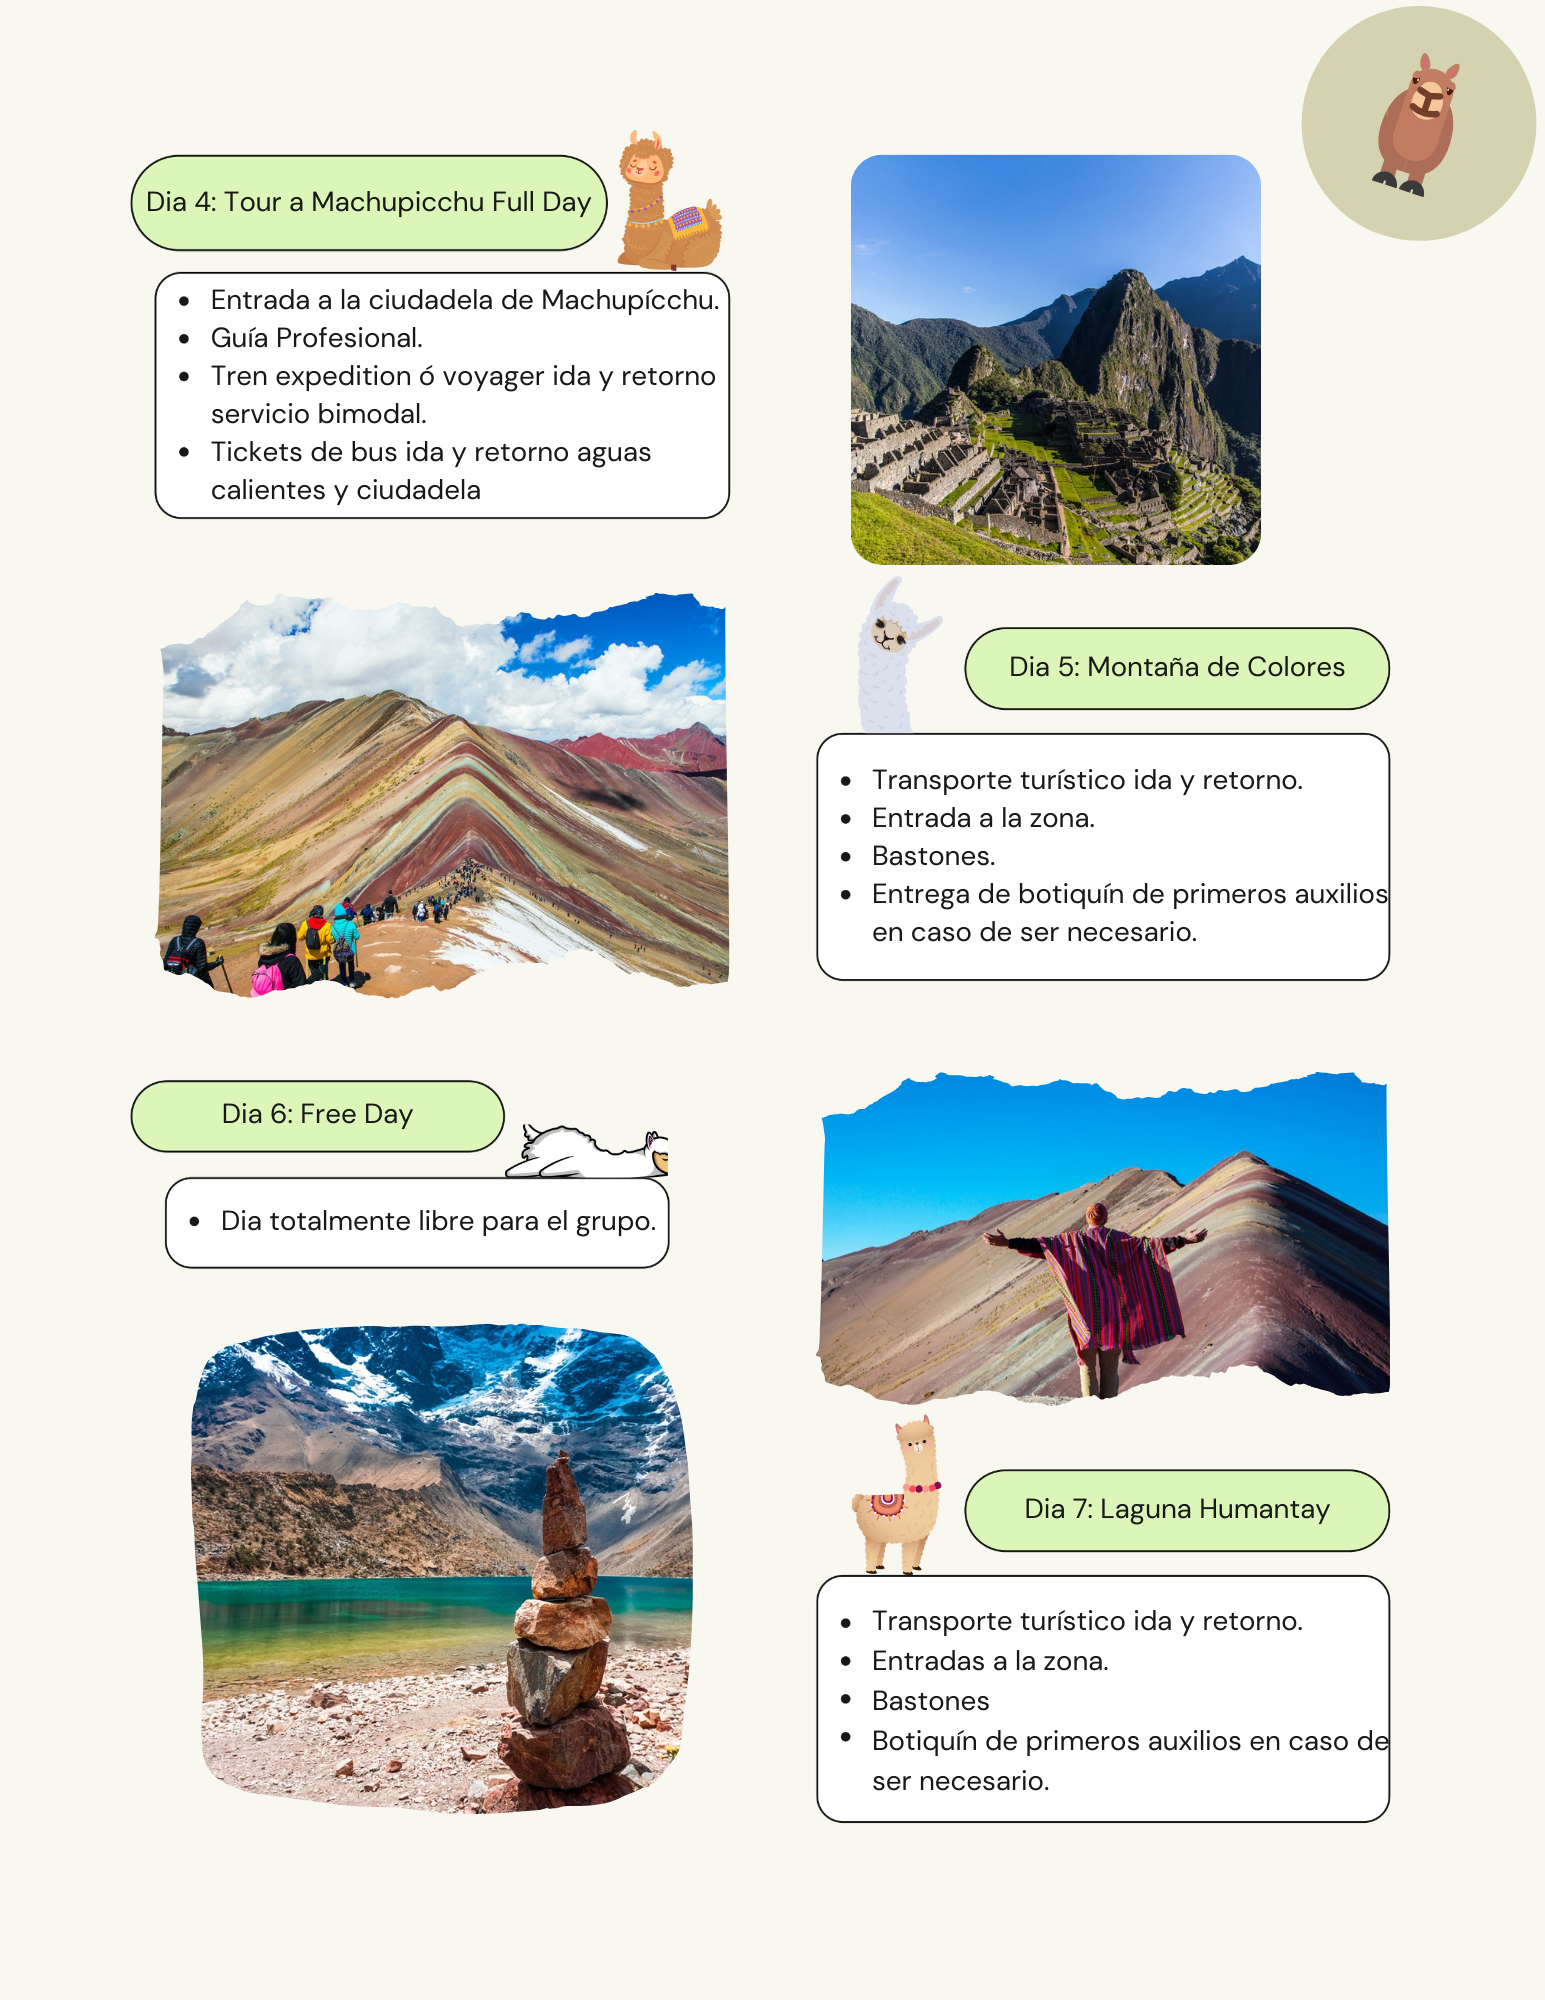 Dia 4: Tour a Machupicchu Full Day
• Entrada a la ciudadela de Machupícchu.
• Guía Profesional.
• Tren expedition ó voyager ida y retorno
servicio bimodal.
• Tickets de bus ida y retorno aguas
calientes y ciudadela
Dia 5: Montaña de Colores
• Transporte turístico ida y retorno.
• Entrada a la zona.
• Bastones.
• Entrega de botiquín de primeros auxilios
en caso de ser necesario.
Dia 6: Free Day
• Dia totalmente libre para el grupo.
Dia 7: Laguna Humantay
• Transporte turístico ida y retorno.
• Entradas a la zona.
• Bastones
• Botiquín de primeros auxilios en caso de
ser necesario.